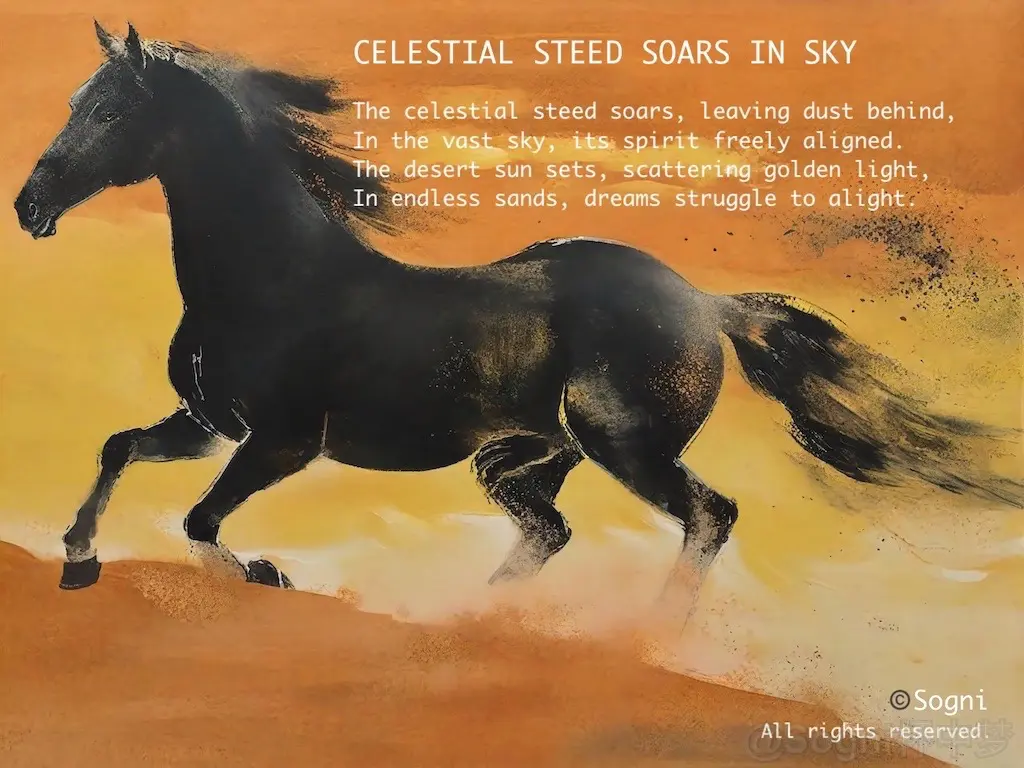 CELESTIAL STEED SOARS IN SKY
The celestial steed soars, leaving dust behind,
In the vast sky, its spirit freely aligned.
The desert sun sets, scattering golden light,
In endless sands, dreams struggle to alight.
©Sogni
All rights reserved.